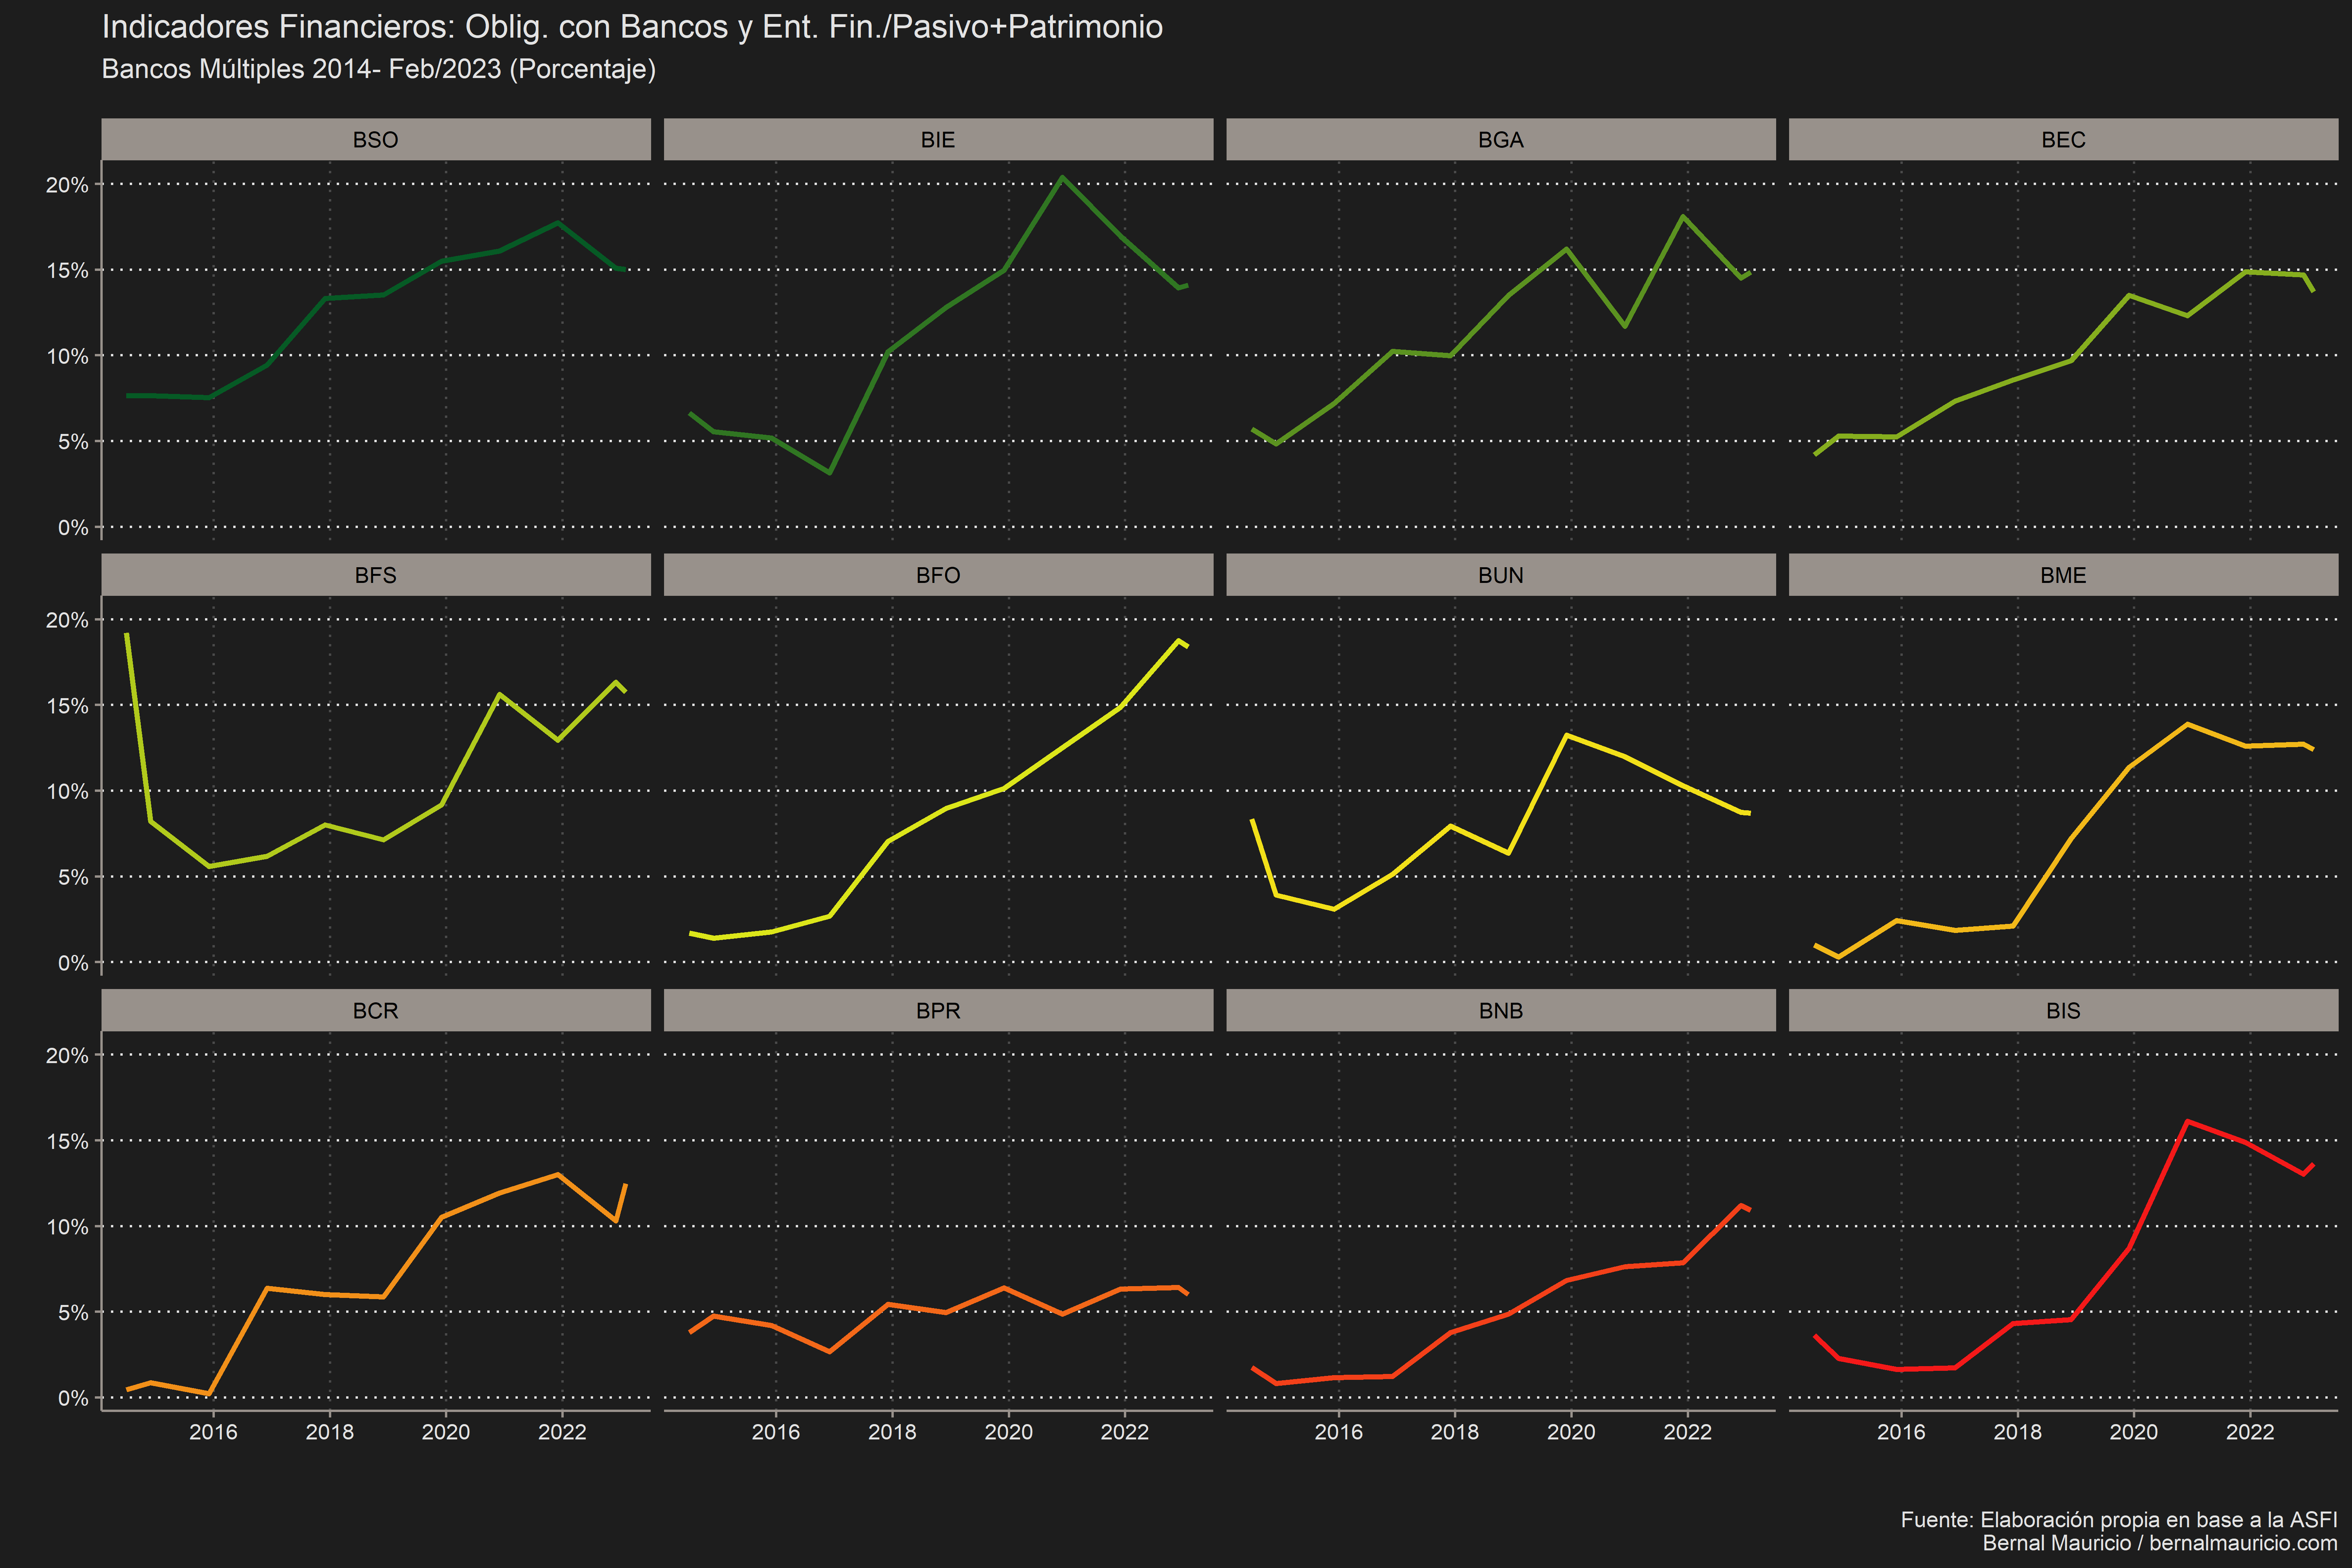 Indicadores Financieros: Oblig. con Bancos y Ent. Fin./Pasivo+Patrimonio
Bancos Múltiples 2014- Feb/2023 (Porcentaje)
BSO BIE BGA BEC
20%
15%
10%
5%
0%
BFS BFO BUN BME
20%
15%
10%
5%
0%
BCR BPR BNB BIS
20%
15%
10%
5%
0%
2016 2018 2020 2022 2016 2018 2020 2022 2016 2018 2020 2022 2016 2018 2020 2022
Fuente: Elaboración propia en base a la ASFI
Bernal Mauricio / bernalmauricio.com